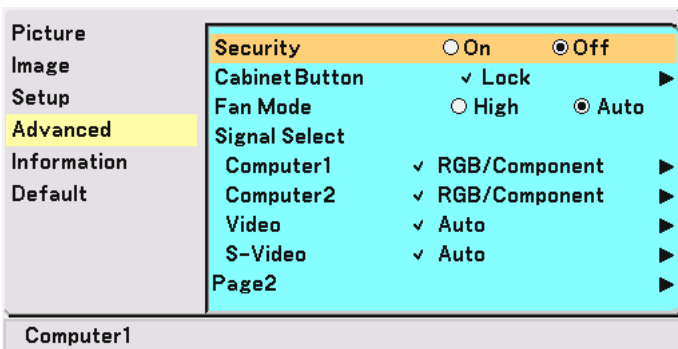 Picture
Image
Setup
Advanced
Information
Default
Security On Off
Cabinet Button Lock
Fan Mode High Auto
Signal Select
Computer1 RGB/Component
Computer2 RGB/Component
Video Auto
S-Video Auto
Page2
Computer1